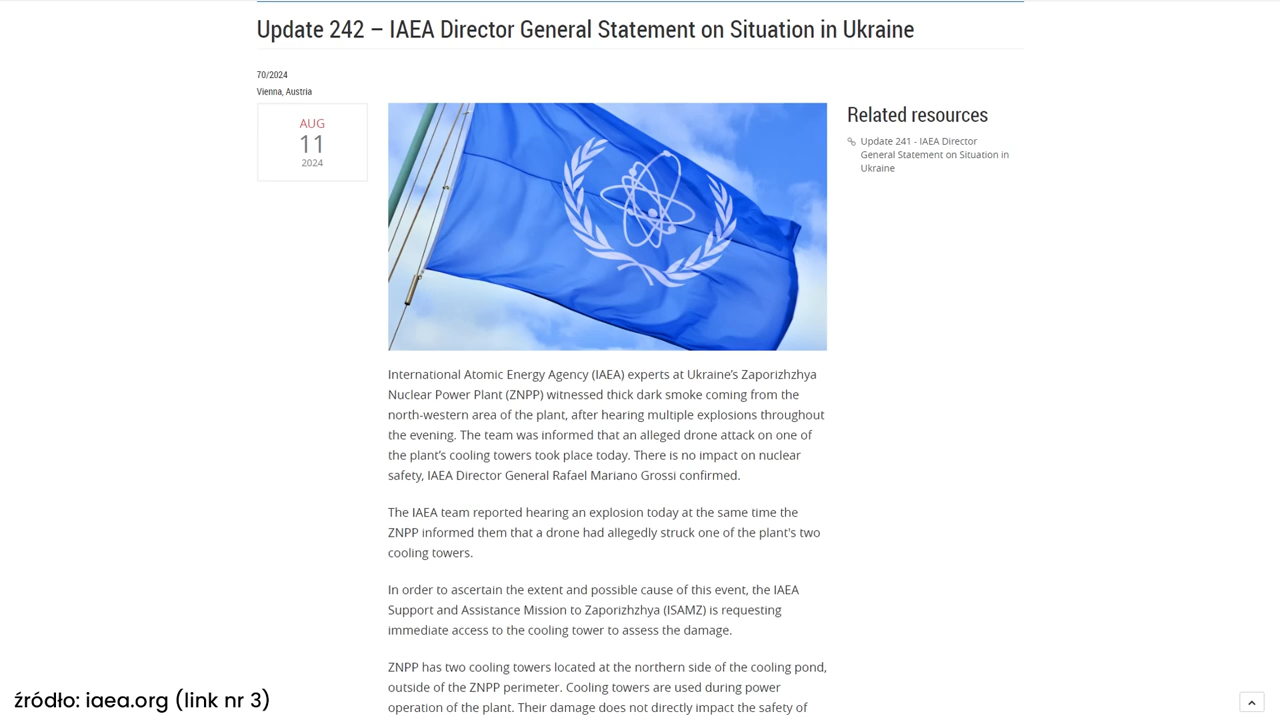 Update 242 – IAEA Director General Statement on Situation in Ukraine
70/2024
Vienna, Austria
AUG
11
2024
Related resources
Update 241 - IAEA Director
General Statement on Situation in
Ukraine
International Atomic Energy Agency (IAEA) experts at Ukraine’s Zaporizhzhya
Nuclear Power Plant (ZNPP) witnessed thick dark smoke coming from the
north-western area of the plant, after hearing multiple explosions throughout
the evening. The team was informed that an alleged drone attack on one of
the plant’s cooling towers took place today. There is no impact on nuclear
safety, IAEA Director General Rafael Mariano Grossi confirmed.
The IAEA team reported hearing an explosion today at the same time the
ZNPP informed them that a drone had allegedly struck one of the plant's two
cooling towers.
In order to ascertain the extent and possible cause of this event, the IAEA
Support and Assistance Mission to Zaporizhzhya (ISAMZ) is requesting
immediate access to the cooling tower to assess the damage.
ZNPP has two cooling towers located at the northern side of the cooling pond,
outside of the ZNPP perimeter. Cooling towers are used during power
operation of the plant. Their damage does not directly impact the safety of
źródło: iaea.org (link nr 3)